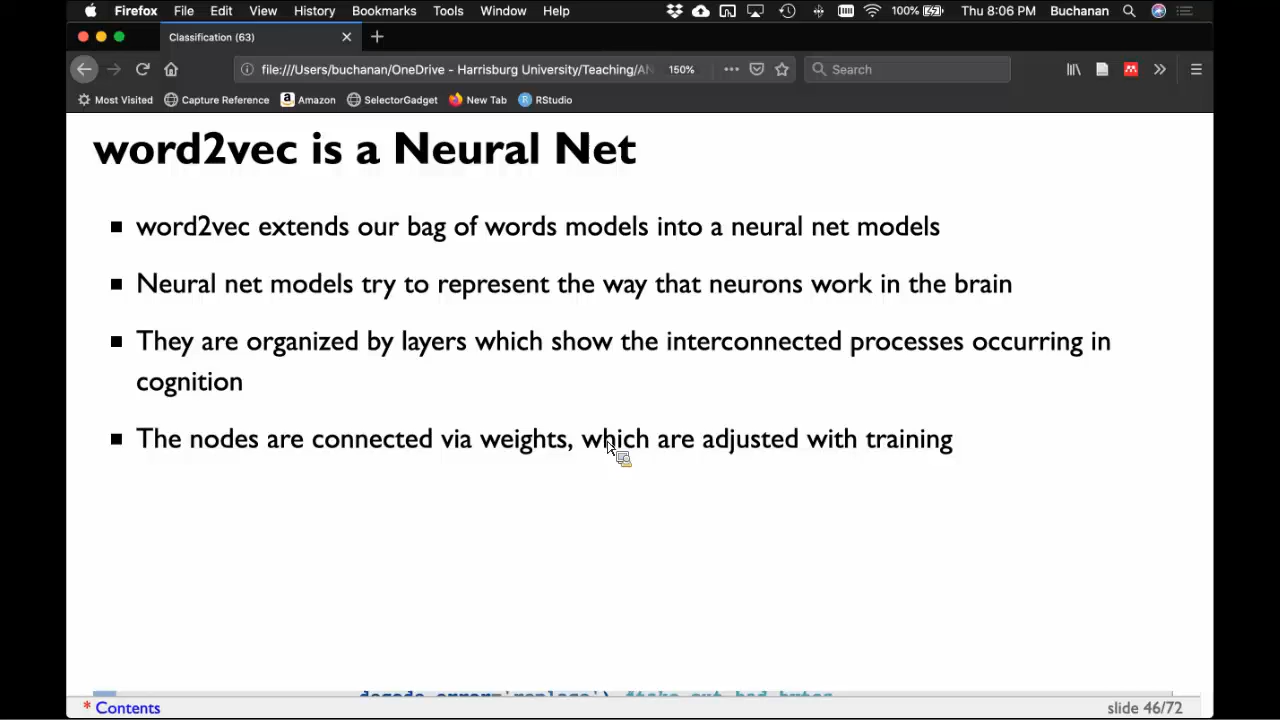 Firefox File Edit View History Bookmarks Tools Window Help 100% Thu 8:06 PM Buchanan
Classification (63)
file:///Users/buchanan/OneDrive - Harrisburg University/Teaching/AN 150% Search
Most Visited Capture Reference Amazon SelectorGadget New Tab RStudio
word2vec is a Neural Net
word2vec extends our bag of words models into a neural net models
Neural net models try to represent the way that neurons work in the brain
They are organized by layers which show the interconnected processes occurring in
cognition
The nodes are connected via weights, which are adjusted with training
* Contents slide 46/72